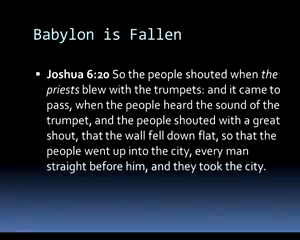 Babylon is Fallen
▪ Joshua 6:20 So the people shouted when the
priests blew with the trumpets: and it came to
pass, when the people heard the sound of the
trumpet, and the people shouted with a great
shout, that the wall fell down flat, so that the
people went up into the city, every man
straight before him, and they took the city.